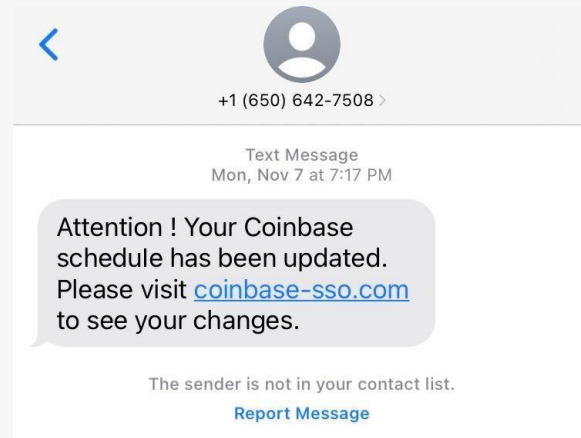 +1 (650) 642-7508 >
Text Message
Mon, Nov 7 at 7:17 PM
Attention ! Your Coinbase
schedule has been updated.
Please visit coinbase-sso.com
to see your changes.
The sender is not in your contact list.
Report Message